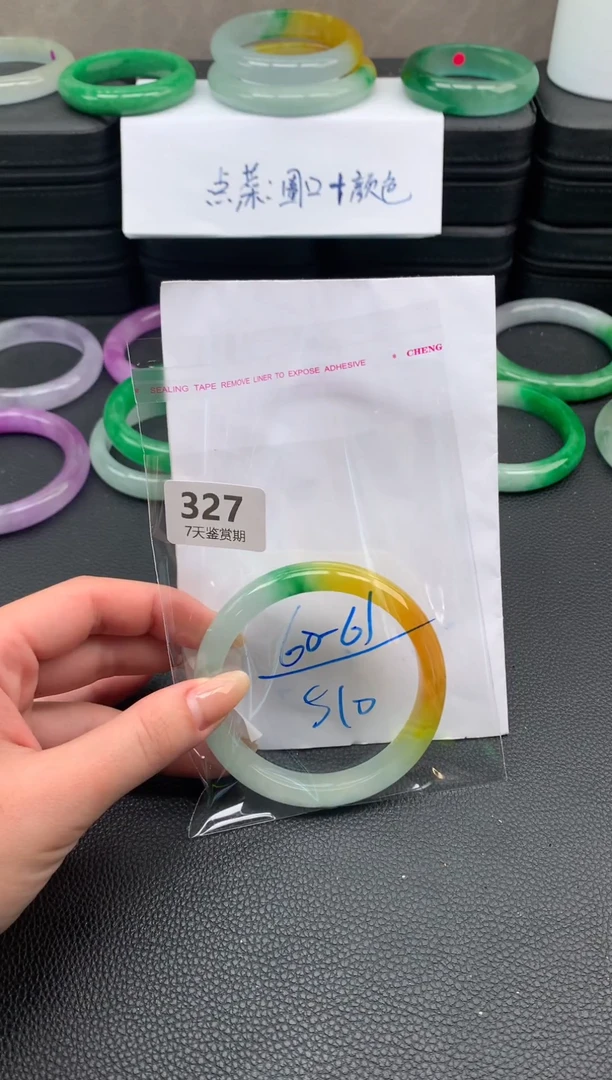 点菜:圈口+颜色
SEALING TAPE REMOVE LINER TO EXPOSE ADHESIVE * CHENG
327
7天鉴赏期
60-61
510